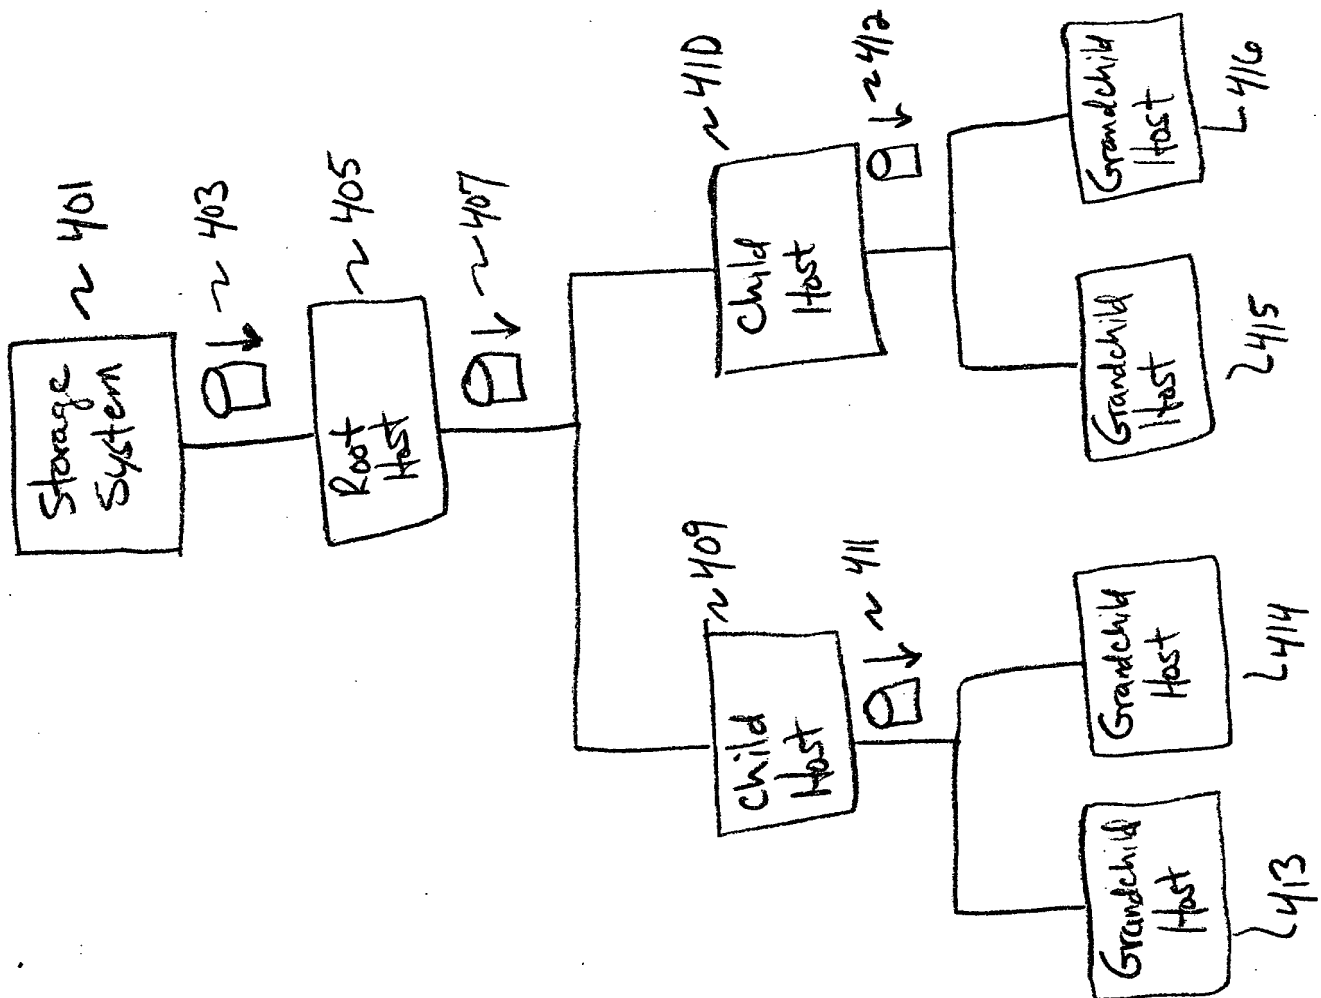 Storage
System
~ 401
~ 403
Root
Host
~ 405
~ 407
Child
Host
~ 409
Child
Host
~ 410
~ 411
~ 412
Grandchild
Host
413
Grandchild
Host
414
Grandchild
Host
415
Grandchild
Host
416